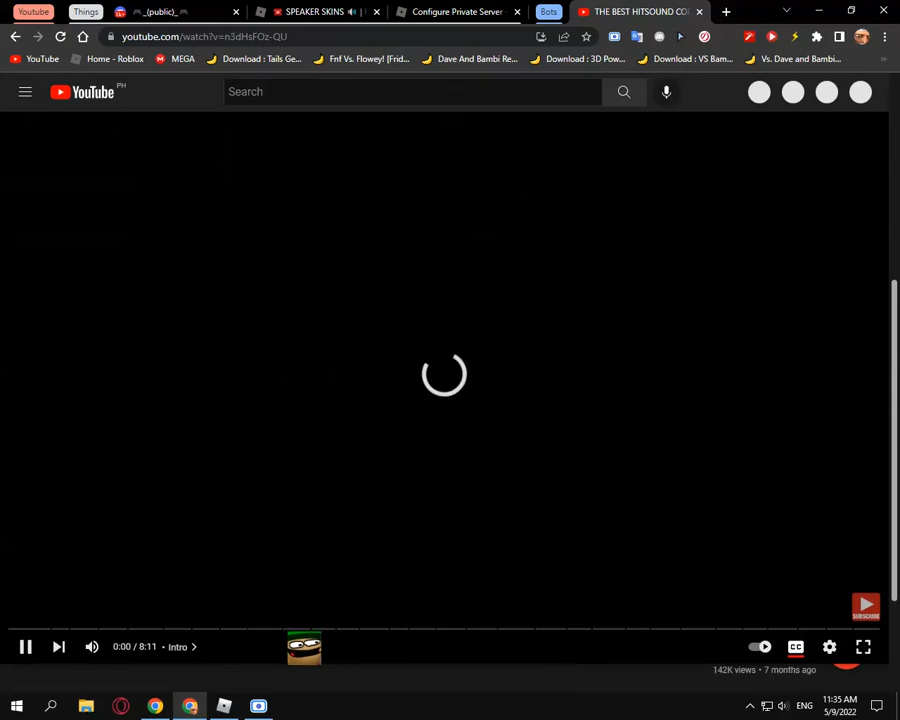 Youtube
Things
_(public)_
SPEAKER SKINS
Configure Private Server
Bots
THE BEST HITSOUND CO
youtube.com/watch?v=n3dHsFOz-QU
YouTube
Home - Roblox
MEGA
Download : Tails Ge...
Fnf Vs. Flowey! [Frid...
Dave And Bambi Re...
Download : 3D Pow...
Download : VS Bam...
Vs. Dave and Bambi...
YouTube PH
Search
SUBSCRIBE
0:00 / 8:11 • Intro
CC
142K views • 7 months ago
ENG
11:35 AM
5/9/2022